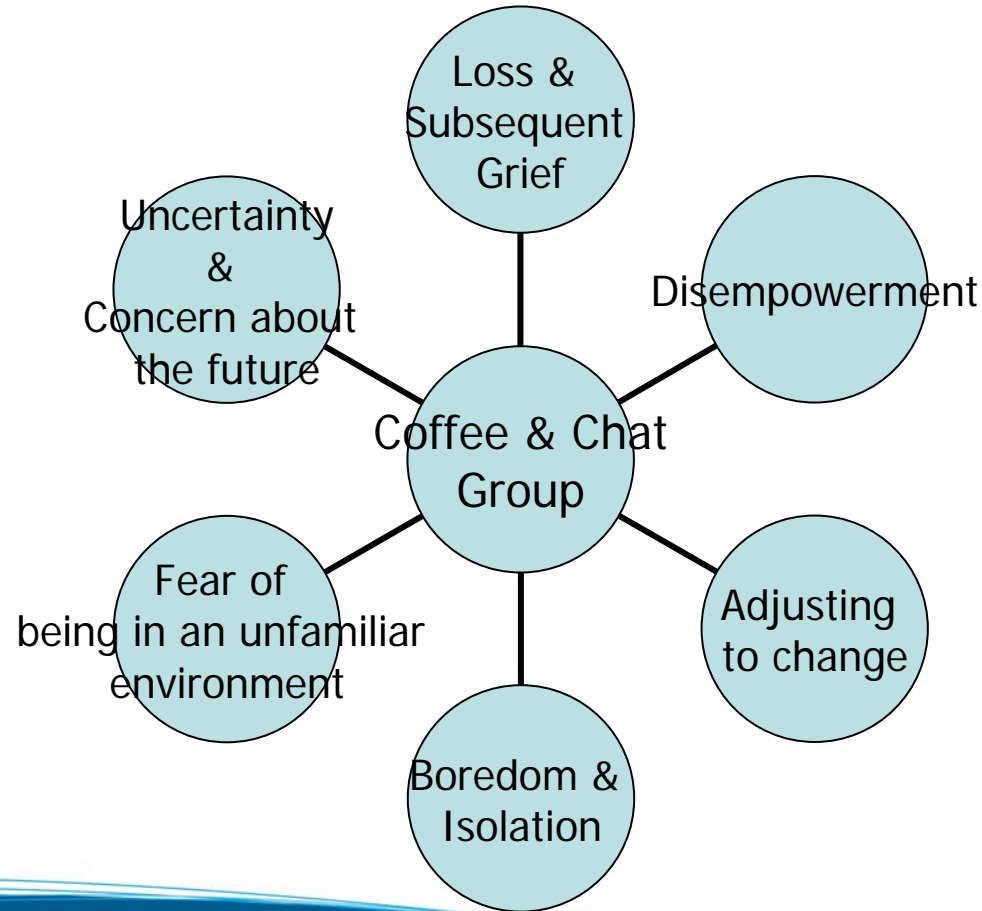 Loss &
Subsequent
Grief
Uncertainty
&
Concern about
the future
Disempowerment
Coffee & Chat
Group
Fear of
being in an unfamiliar
environment
Adjusting
to change
Boredom &
Isolation